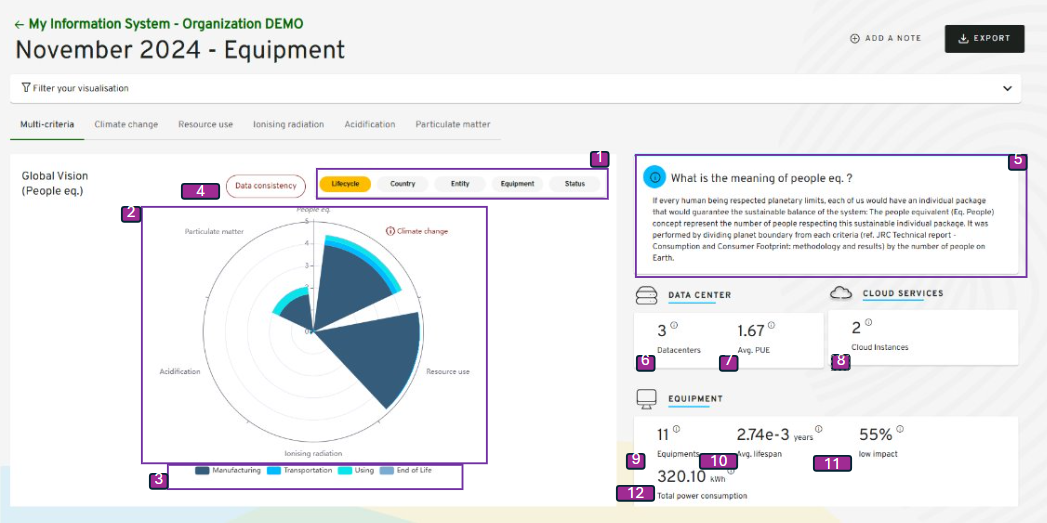 ← My Information System - Organization DEMO
November 2024 - Equipment
ADD A NOTE
EXPORT
Filter your visualisation
Multi-criteria
Climate change
Resource use
Ionising radiation
Acidification
Particulate matter
1
5
Global Vision
(People eq.)
4
Data consistency
Lifecycle
Country
Entity
Equipment
Status
What is the meaning of people eq. ?
If every human being respected planetary limits, each of us would have an individual package
that would guarantee the sustainable balance of the system: The people equivalent (Eq. People)
concept represent the number of people respecting this sustainable individual package. It was
performed by dividing planet boundary from each criteria (ref. JRC Technical report -
Consumption and Consumer Footprint: methodology and results) by the number of people on
Earth.
2
People eq.
5
4
3
2
0
Particulate matter
Climate change
Acidification
Resource use
Ionising radiation
3
Manufacturing
Transportation
Using
End of Life
DATA CENTER
CLOUD SERVICES
3
1.67
2
Datacenters
Avg. PUE
Cloud Instances
6
7
8
EQUIPMENT
11
2.74e-3 years
55%
Equipments
Avg. lifespan
low impact
9
10
11
320.10 kWh
12
Total power consumption